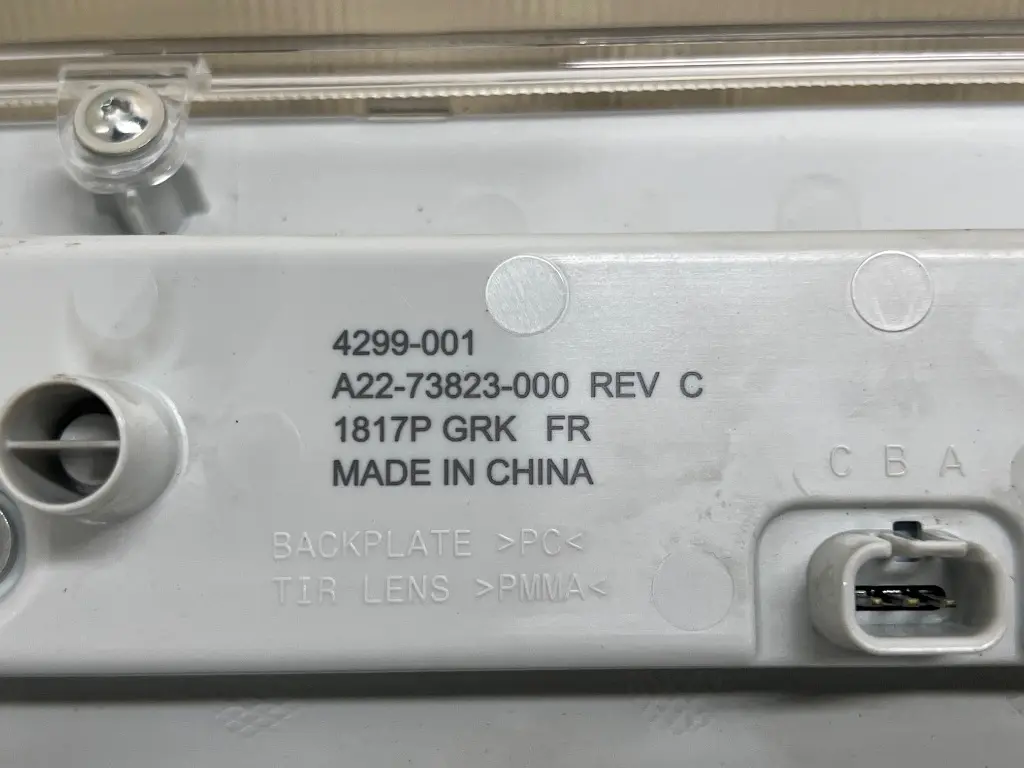 4299-001
A22-73823-000 REV C
1817P GRK FR
MADE IN CHINA
C B A
BACKPLATE >PC<
TIR LENS >PMMA<